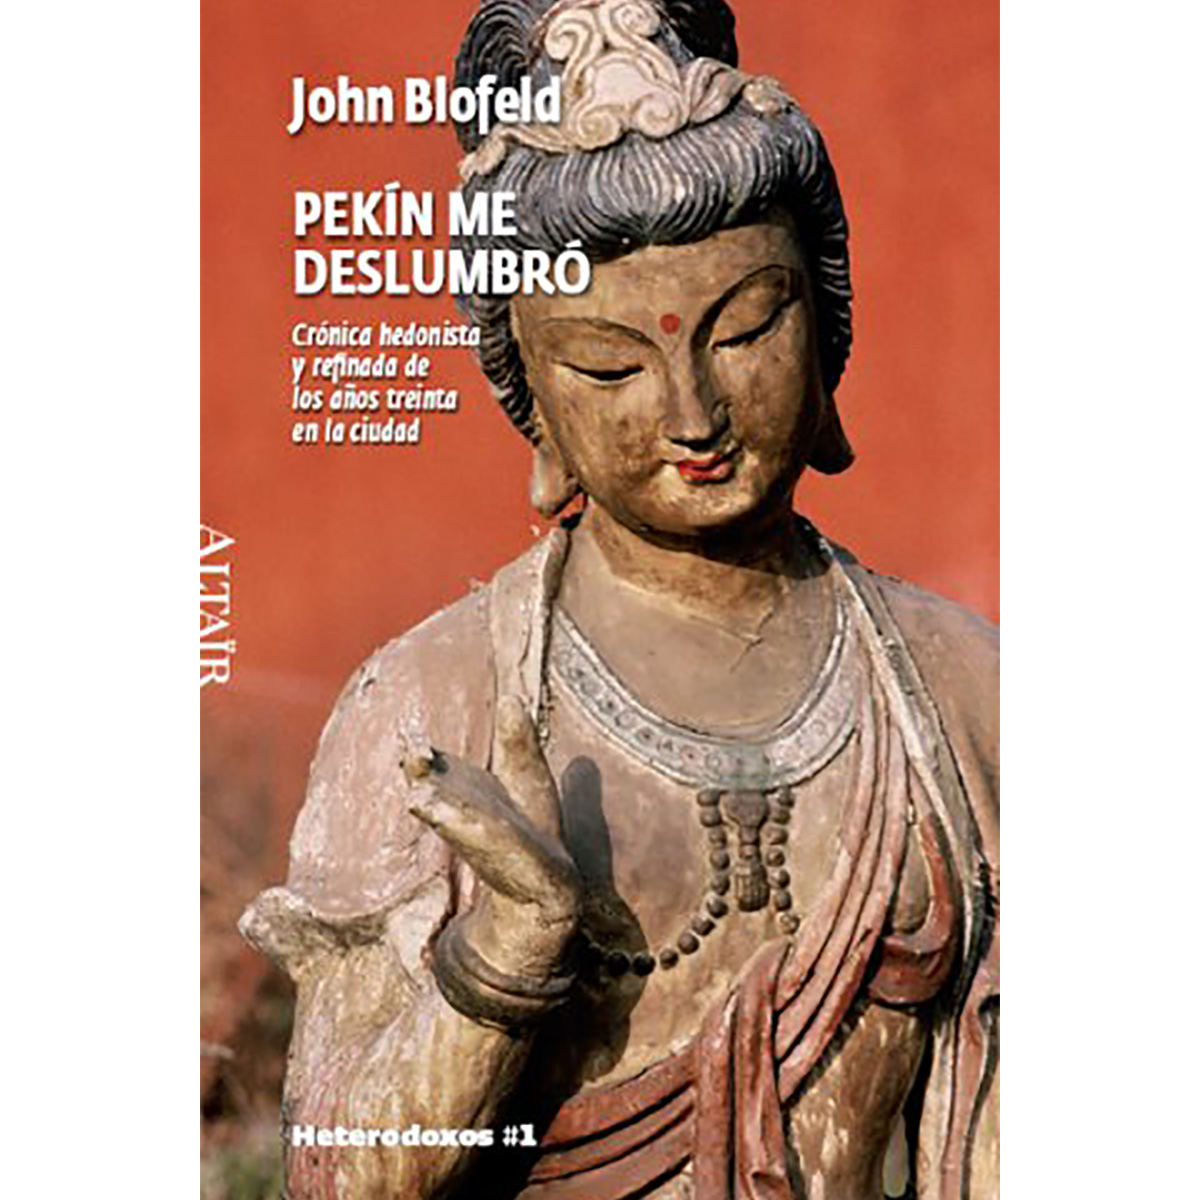 John Blofeld
PEKÍN ME
DESLUMBRÓ
Crónica hedonista
y refinada de
los años treinta
en la ciudad
ALTAÏR
Heterodoxos #1